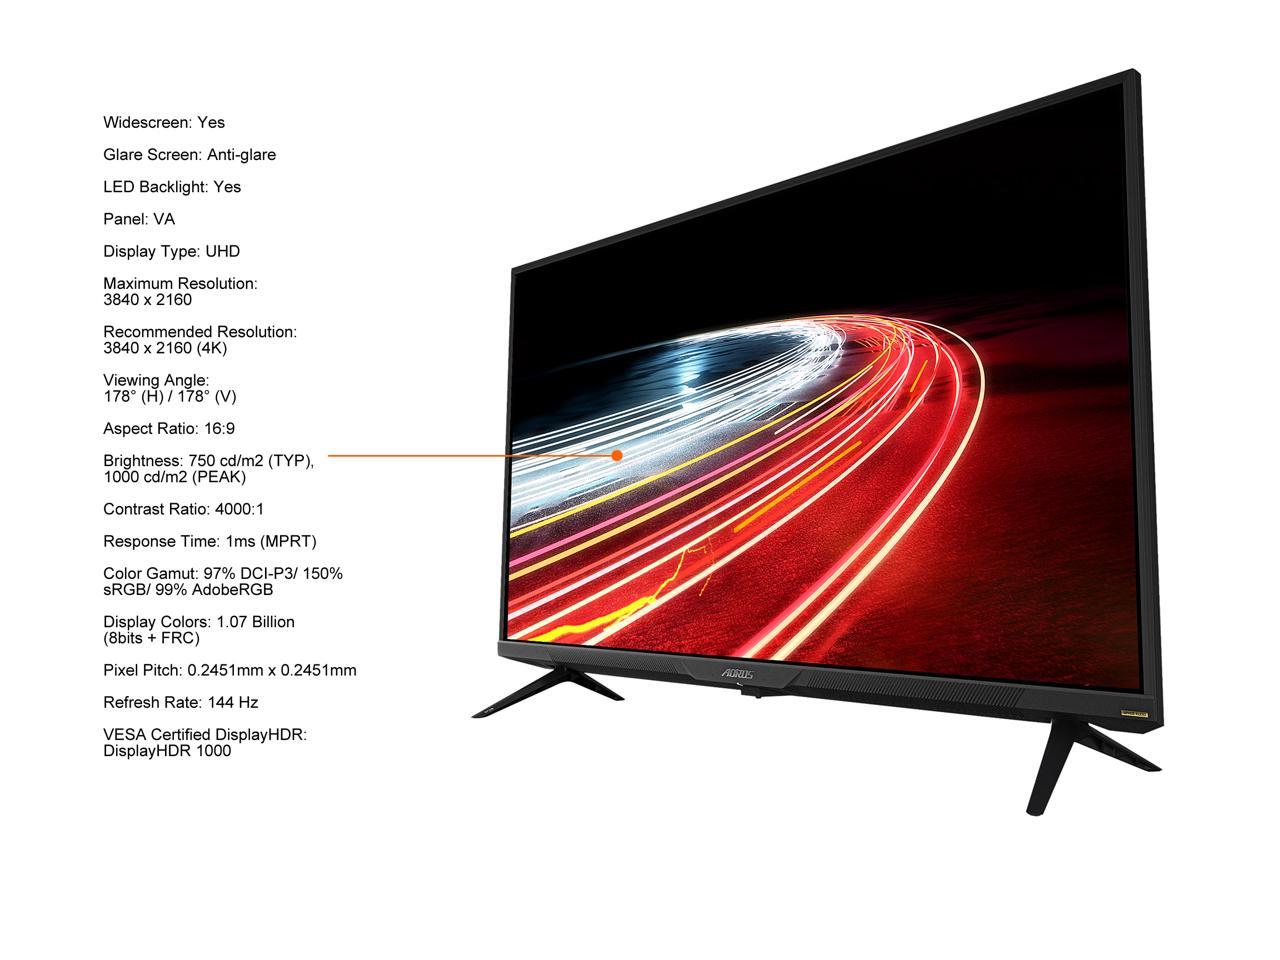 Widescreen: Yes
Glare Screen: Anti-glare
LED Backlight: Yes
Panel: VA
Display Type: UHD
Maximum Resolution:
3840 x 2160
Recommended Resolution:
3840 x 2160 (4K)
Viewing Angle:
178° (H) / 178° (V)
Aspect Ratio: 16:9
Brightness: 750 cd/m2 (TYP),
1000 cd/m2 (PEAK)
Contrast Ratio: 4000:1
Response Time: 1ms (MPRT)
Color Gamut: 97% DCI-P3/ 150%
sRGB/ 99% AdobeRGB
Display Colors: 1.07 Billion
(8bits + FRC)
Pixel Pitch: 0.2451mm x 0.2451mm
Refresh Rate: 144 Hz
VESA Certified DisplayHDR:
DisplayHDR 1000
AORUS